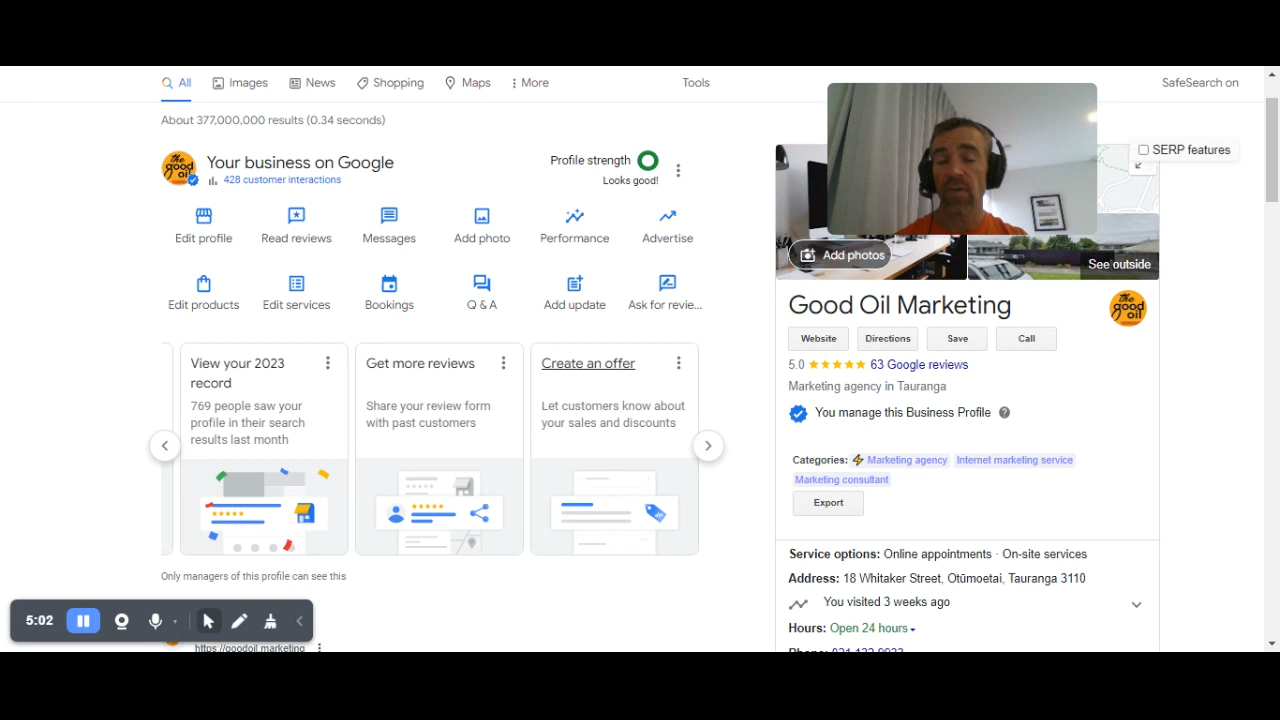 All
Images
News
Shopping
Maps
More
Tools
SafeSearch on
About 377,000,000 results (0.34 seconds)
SERP features
the good oil
Your business on Google
428 customer interactions
Profile strength
Looks good!
Edit profile
Read reviews
Messages
Add photo
Performance
Advertise
Edit products
Edit services
Bookings
Q & A
Add update
Ask for revie...
View your 2023
record
769 people saw your
profile in their search
results last month
Get more reviews
Share your review form
with past customers
Create an offer
Let customers know about
your sales and discounts
Only managers of this profile can see this
5:02
https://goodoil.marketing
Add photos
See outside
Good Oil Marketing
the good oil
Website
Directions
Save
Call
5.0
63 Google reviews
Marketing agency in Tauranga
You manage this Business Profile
Categories: Marketing agency Internet marketing service
Marketing consultant
Export
Service options: Online appointments · On-site services
Address: 18 Whitaker Street, Otūmoetai, Tauranga 3110
You visited 3 weeks ago
Hours: Open 24 hours
Phone: